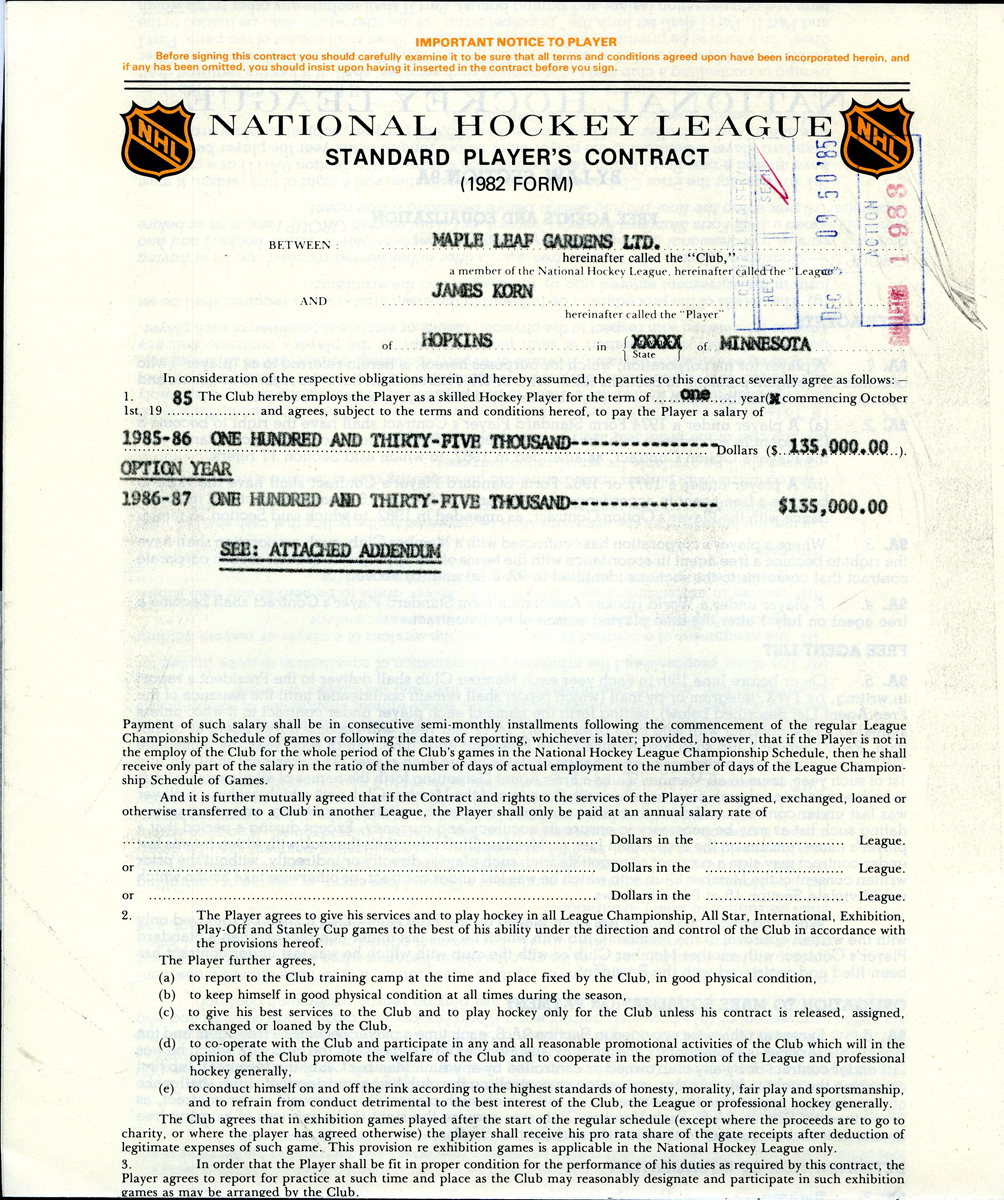 IMPORTANT NOTICE TO PLAYER
Before signing this contract you should carefully examine it to be sure that all terms and conditions agreed upon have been incorporated herein, and
if any has been omitted, you should insist upon having it inserted in the contract before you sign.
NHL NATIONAL HOCKEY LEAGUE NHL
STANDARD PLAYER'S CONTRACT
(1982 FORM)
DEC 09 50 '85
ACTION
1988
RECD
BETWEEN: MAPLE LEAF GARDENS LTD.
hereinafter called the "Club,"
a member of the National Hockey League, hereinafter called the "League"
AND JAMES KORN
hereinafter called the "Player"
of HOPKINS in { XXXXX State } of MINNESOTA
In consideration of the respective obligations herein and hereby assumed, the parties to this contract severally agree as follows: —
1. 85 The Club hereby employs the Player as a skilled Hockey Player for the term of ... one ... year(X commencing October
1st, 19 .................. and agrees, subject to the terms and conditions hereof, to pay the Player a salary of
1985-86 ONE HUNDRED AND THIRTY-FIVE THOUSAND----------------- Dollars ($ 135,000.00 ).
OPTION YEAR
1986-87 ONE HUNDRED AND THIRTY-FIVE THOUSAND----------------- $135,000.00
SEE: ATTACHED ADDENDUM
Payment of such salary shall be in consecutive semi-monthly installments following the commencement of the regular League
Championship Schedule of games or following the dates of reporting, whichever is later; provided, however, that if the Player is not in
the employ of the Club for the whole period of the Club's games in the National Hockey League Championship Schedule, then he shall
receive only part of the salary in the ratio of the number of days of actual employment to the number of days of the League Champion-
ship Schedule of Games.
And it is further mutually agreed that if the Contract and rights to the services of the Player are assigned, exchanged, loaned or
otherwise transferred to a Club in another League, the Player shall only be paid at an annual salary rate of
.................. Dollars in the .................. League.
or .................. Dollars in the .................. League.
or .................. Dollars in the .................. League.
2. The Player agrees to give his services and to play hockey in all League Championship, All Star, International, Exhibition,
Play-Off and Stanley Cup games to the best of his ability under the direction and control of the Club in accordance with
the provisions hereof.
The Player further agrees,
(a) to report to the Club training camp at the time and place fixed by the Club, in good physical condition,
(b) to keep himself in good physical condition at all times during the season,
(c) to give his best services to the Club and to play hockey only for the Club unless his contract is released, assigned,
exchanged or loaned by the Club,
(d) to co-operate with the Club and participate in any and all reasonable promotional activities of the Club which will in the
opinion of the Club promote the welfare of the Club and to cooperate in the promotion of the League and professional
hockey generally,
(e) to conduct himself on and off the rink according to the highest standards of honesty, morality, fair play and sportsmanship,
and to refrain from conduct detrimental to the best interest of the Club, the League or professional hockey generally.
The Club agrees that in exhibition games played after the start of the regular schedule (except where the proceeds are to go to
charity, or where the player has agreed otherwise) the player shall receive his pro rata share of the gate receipts after deduction of
legitimate expenses of such game. This provision re exhibition games is applicable in the National Hockey League only.
3. In order that the Player shall be fit in proper condition for the performance of his duties as required by this contract, the
Player agrees to report for practice at such time and place as the Club may reasonably designate and participate in such exhibition
games as may be arranged by the Club.